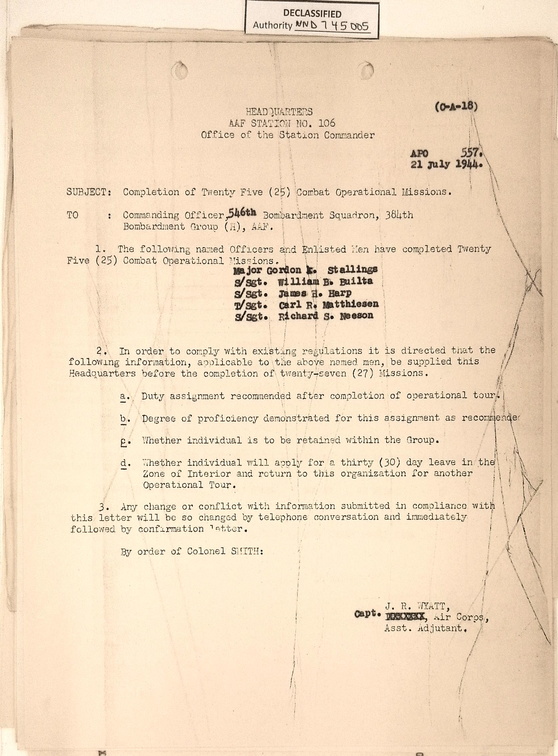 DECLASSIFIED
Authority NND 745005
(O-A-18)
HEADQUARTERS
AAF STATION NO. 106
Office of the Station Commander
APO 557.
21 July 1944.
SUBJECT: Completion of Twenty Five (25) Combat Operational Missions.
TO : Commanding Officer, 546th Bombardment Squadron, 384th
Bombardment Group (H), AAF.
1. The following named Officers and Enlisted Men have completed Twenty
Five (25) Combat Operational Missions.
Major Gordon K. Stallings
S/Sgt. William B. Builta
S/Sgt. James H. Harp
T/Sgt. Carl R. Matthiesen
S/Sgt. Richard S. Neeson
2. In order to comply with existing regulations it is directed that the
following information, applicable to the above named men, be supplied this
Headquarters before the completion of twenty-seven (27) Missions.
a. Duty assignment recommended after completion of operational tour.
b. Degree of proficiency demonstrated for this assignment as recommended
c. Whether individual is to be retained within the Group.
d. Whether individual will apply for a thirty (30) day leave in the
Zone of Interior and return to this organization for another
Operational Tour.
3. Any change or conflict with information submitted in compliance with
this letter will be so changed by telephone conversation and immediately
followed by confirmation letter.
By order of Colonel SMITH:
J. R. WYATT,
Capt. Air Corps,
Asst. Adjutant.